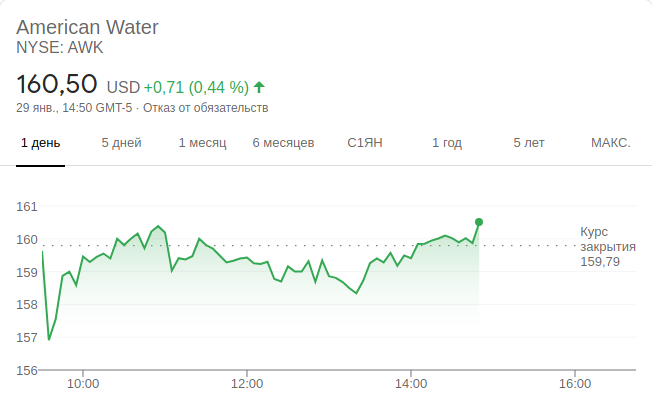 American Water
NYSE: AWK
160,50 USD +0,71 (0,44 %)
29 янв., 14:50 GMT-5 · Отказ от обязательств
1 день 5 дней 1 месяц 6 месяцев С1ЯН 1 год 5 лет МАКС.
161
160
159
158
157
156
Курс
закрытия
159,79
10:00 12:00 14:00 16:00